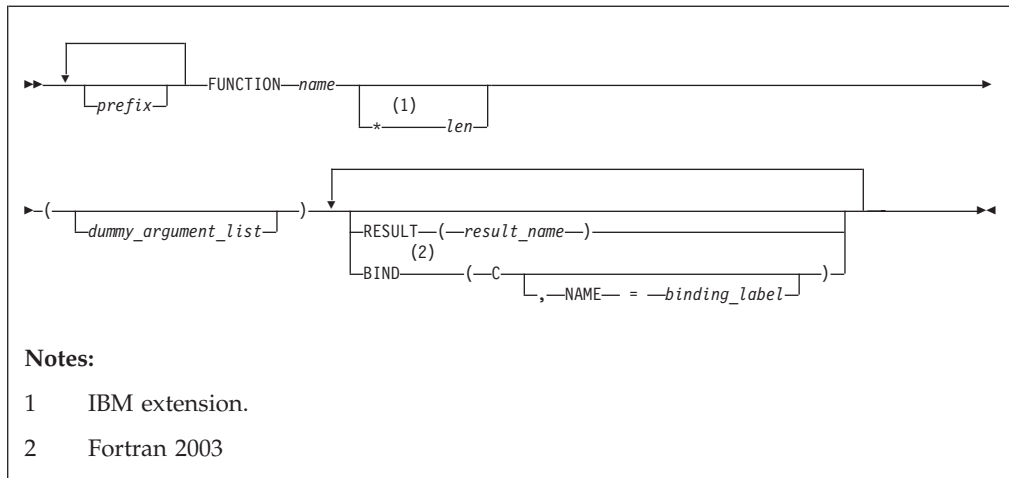 FUNCTION name
prefix
(1)
* len
( ) 
dummy_argument_list
RESULT ( result_name )
(2)
BIND ( C )
, NAME = binding_label
Notes:
1 IBM extension.
2 Fortran 2003